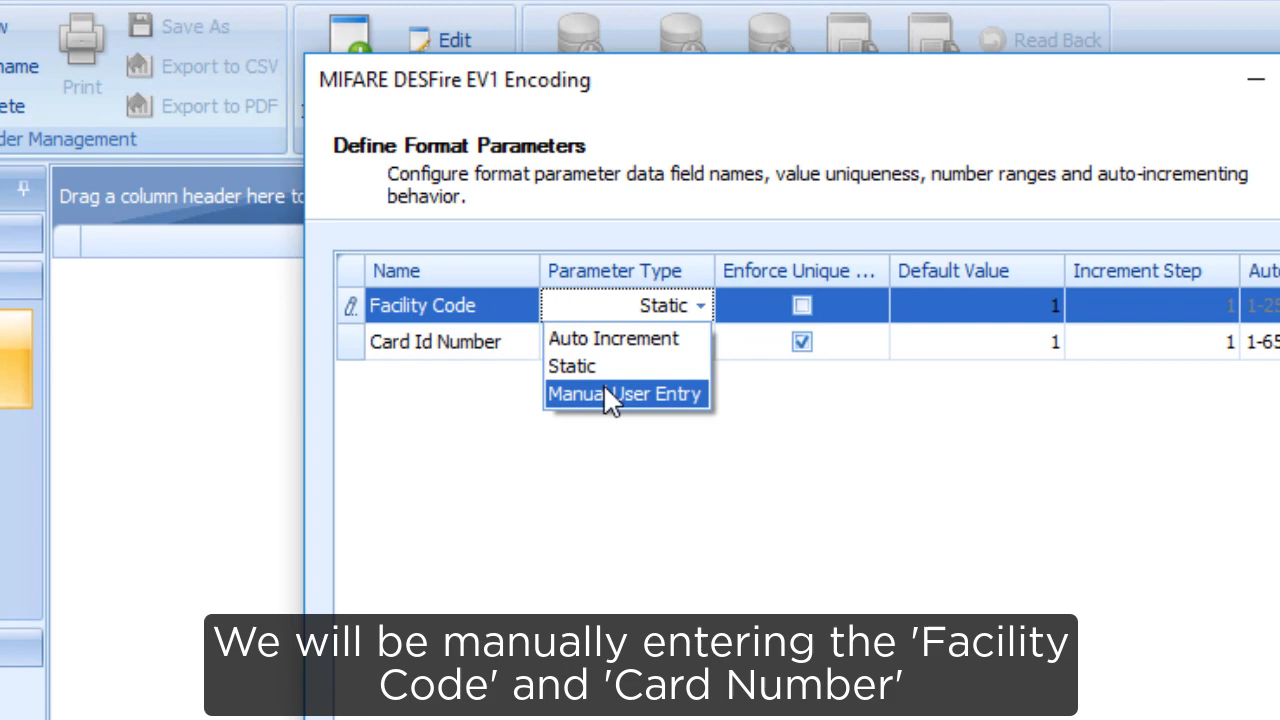 w
Save As
Edit
Read Back
name
Export to CSV
Print
ete
Export to PDF
der Management
MIFARE DESFire EV1 Encoding
Define Format Parameters
Configure format parameter data field names, value uniqueness, number ranges and auto-incrementing
behavior.
Drag a column header here to
Name Parameter Type Enforce Unique ... Default Value Increment Step Auto
Facility Code Static 1 1 1-25
Card Id Number 1 1 1-65
Auto Increment
Static
Manual User Entry
We will be manually entering the 'Facility
Code' and 'Card Number'